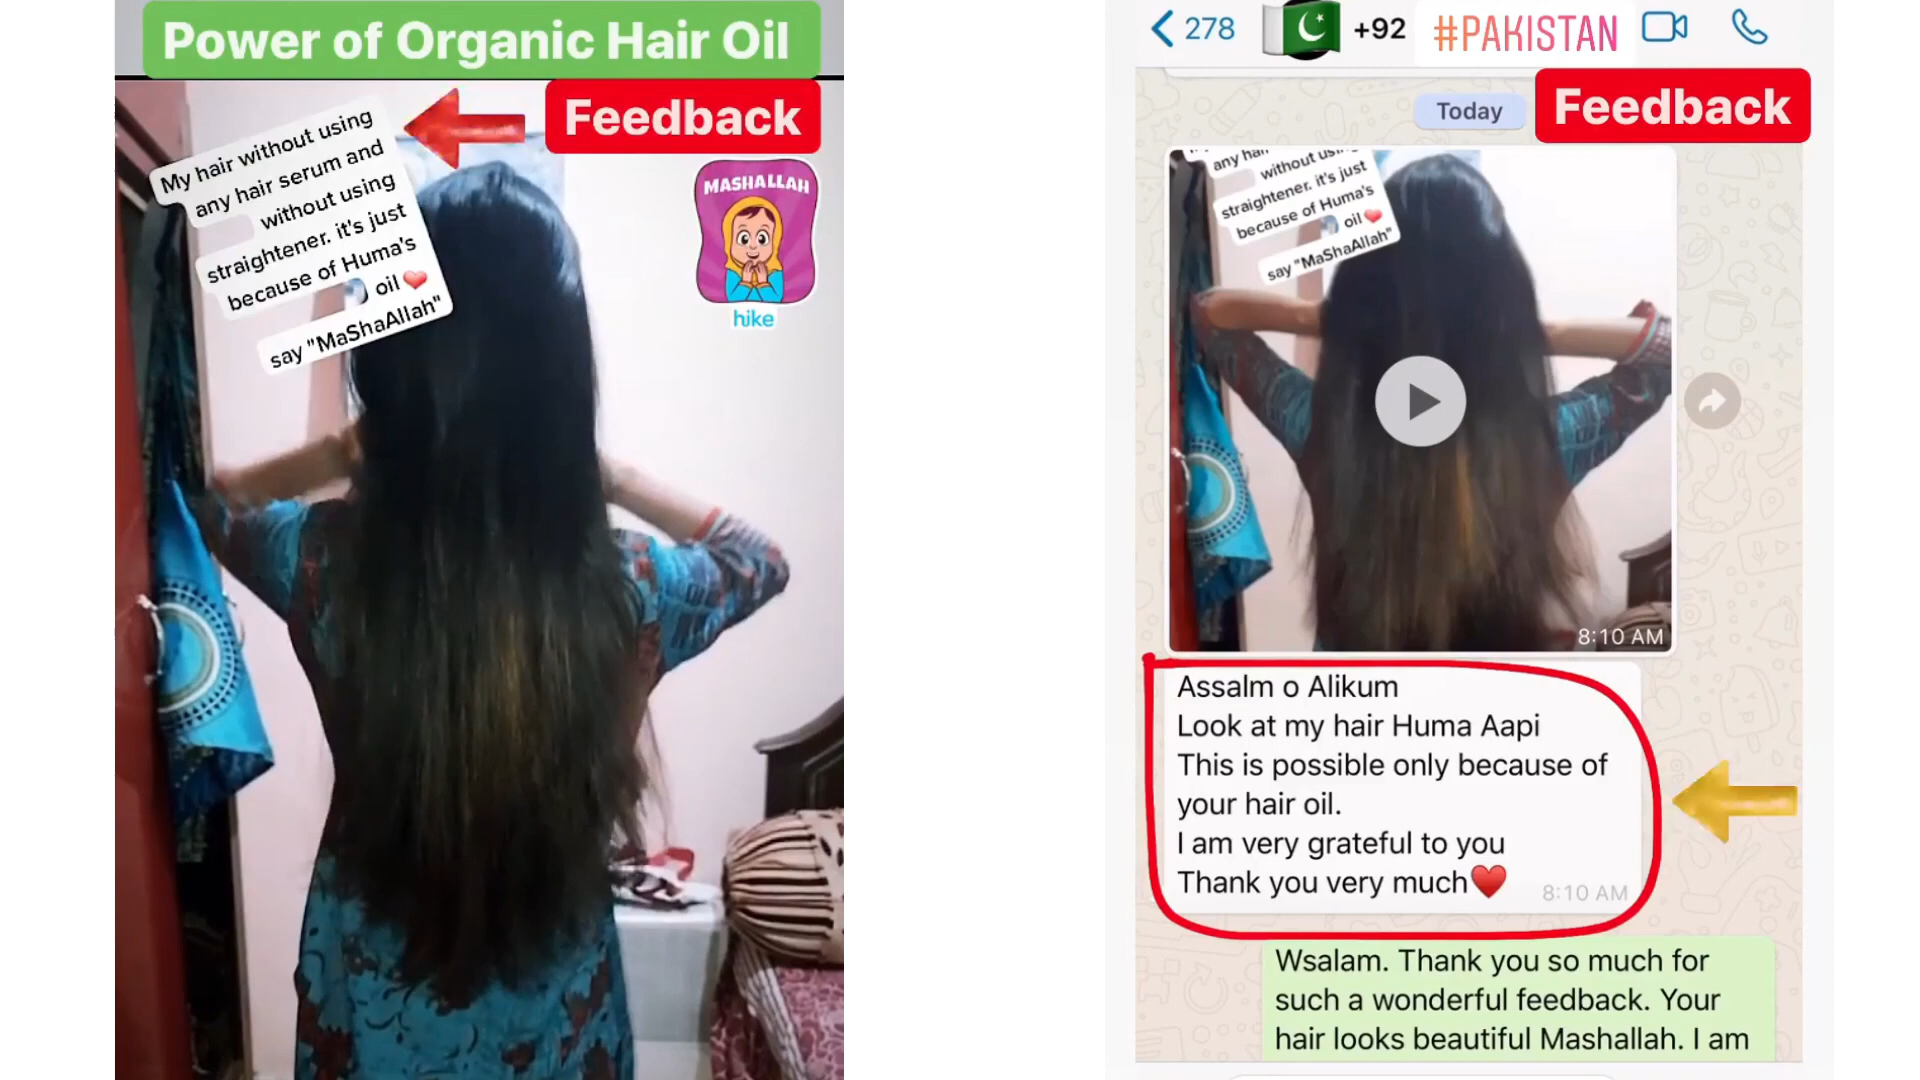 Power of Organic Hair Oil
Feedback
My hair without using
any hair serum and
without using
straightener. it's just
because of Huma's
oil
say "MaShaAllah"
MASHALLAH
hike
278
+92
#PAKISTAN
Feedback
Today
any hair
without using
straightener. it's just
because of Huma's
oil
say "MaShaAllah"
8:10 AM
Assalm o Alikum
Look at my hair Huma Aapi
This is possible only because of
your hair oil.
I am very grateful to you
Thank you very much❤️
8:10 AM
Wsalam. Thank you so much for
such a wonderful feedback. Your
hair looks beautiful Mashallah. I am